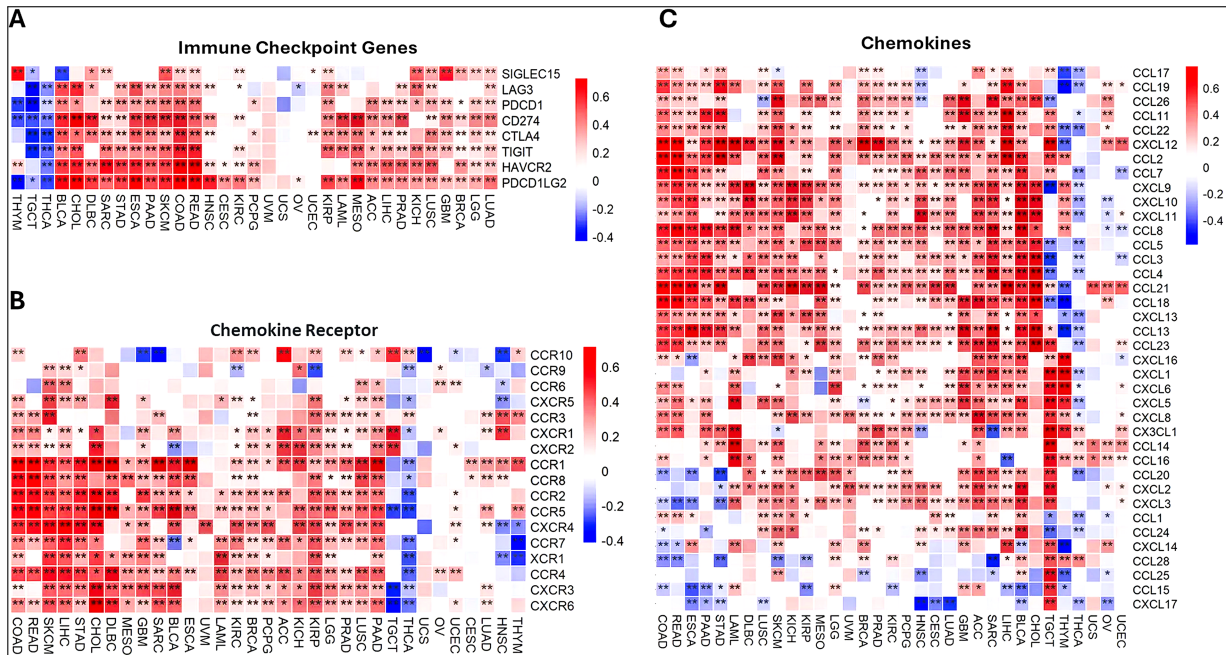 A
Immune Checkpoint Genes
SIGLEC15
LAG3
PDCD1
CD274
CTLA4
TIGIT
HAVCR2
PDCD1LG2
0.6
0.4
0.2
0
-0.2
-0.4
THYM TGCT THCA BLCA CHOL DLBC SARC STAD ESCA PAAD SKCM COAD READ HNSC CESC KIRC PCPG UVM UCS OV UCEC KIRP LAML MESO ACC LIHC PRAD KICH LUSC GBM BRCA LGG LUAD
B
Chemokine Receptor
CCR10
CCR9
CCR6
CXCR5
CCR3
CXCR1
CXCR2
CCR1
CCR8
CCR2
CCR5
CXCR4
CCR7
XCR1
CCR4
CXCR3
CXCR6
0.6
0.4
0.2
0
-0.2
-0.4
COAD READ SKCM LIHC STAD CHOL DLBC MESO GBM SARC BLCA ESCA UVM LAML KIRC BRCA PCPG ACC KICH KIRP LGG PRAD LUSC PAAD TGCT THCA UCS OV UCEC CESC LUAD HNSC THYM
C
Chemokines
CCL17
CCL19
CCL26
CCL11
CCL22
CXCL12
CCL2
CCL7
CXCL9
CXCL10
CXCL11
CCL8
CCL5
CCL3
CCL4
CCL21
CCL18
CXCL13
CCL13
CCL23
CXCL16
CXCL1
CXCL6
CXCL5
CXCL8
CX3CL1
CCL14
CCL16
CCL20
CXCL2
CXCL3
CCL1
CCL24
CXCL14
CCL28
CCL25
CCL15
CXCL17
0.6
0.4
0.2
0
-0.2
-0.4
COAD READ ESCA PAAD STAD LAML DLBC LUSC SKCM KICH KIRP MESO LGG UVM BRCA PRAD KIRC PCPG HNSC CESC LUAD GBM ACC SARC LIHC BLCA CHOL TGCT THYM THCA UCS OV UCEC